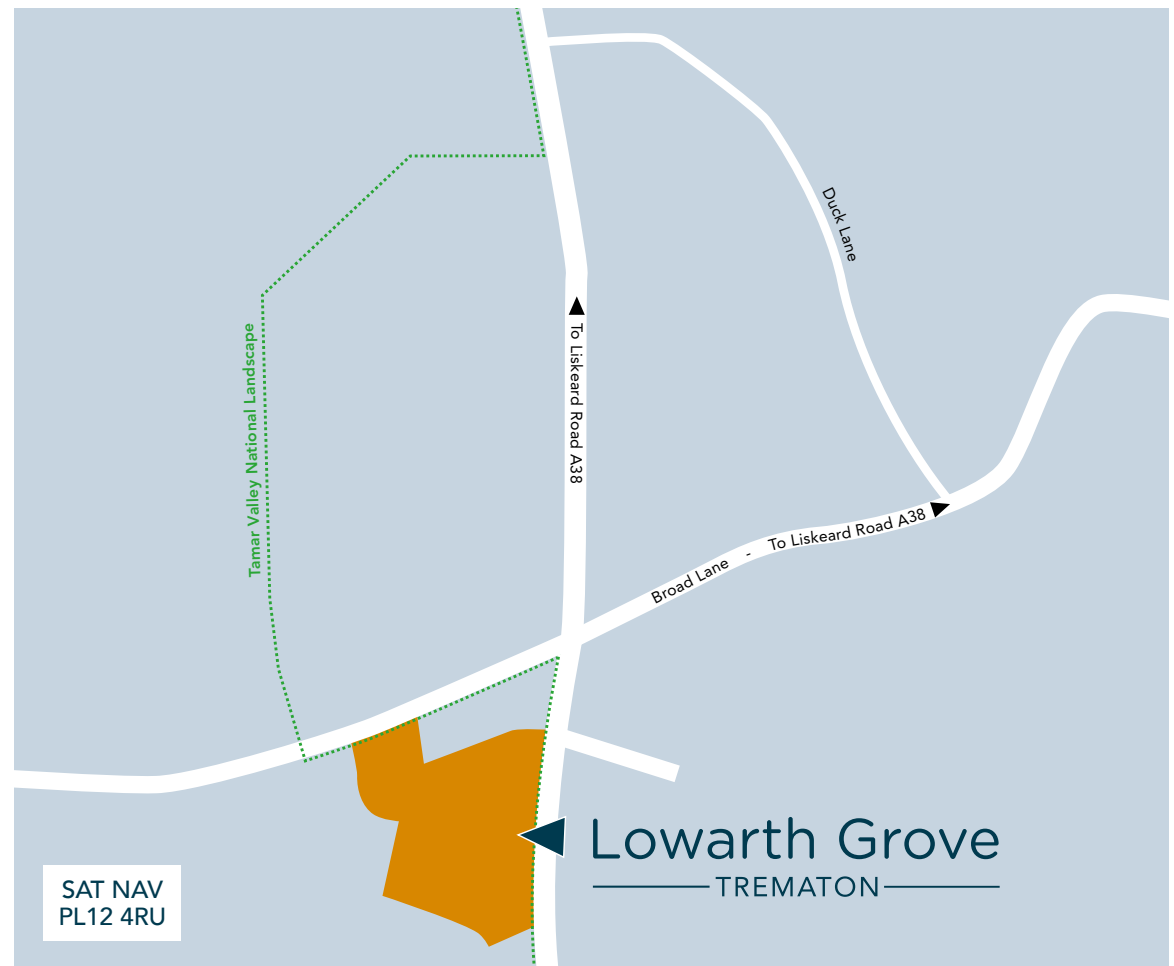 Duck Lane
To Liskeard Road A38
Tamar Valley National Landscape
Broad Lane - To Liskeard Road A38
Lowarth Grove
TREMATON
SAT NAV
PL12 4RU